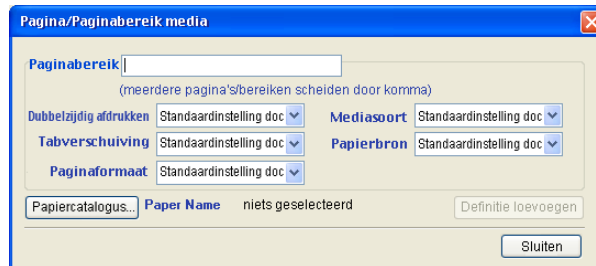 Pagina/Paginabereik media
Paginabereik
(meerdere pagina's/bereiken scheiden door komma)
Dubbelzijdig afdrukken Standaardinstelling doc Mediasoort Standaardinstelling doc
Tabverschuiving Standaardinstelling doc Papierbron Standaardinstelling doc
Paginaformaat Standaardinstelling doc
Papiercatalogus... Paper Name niets geselecteerd Definitie loevoegen
Sluiten